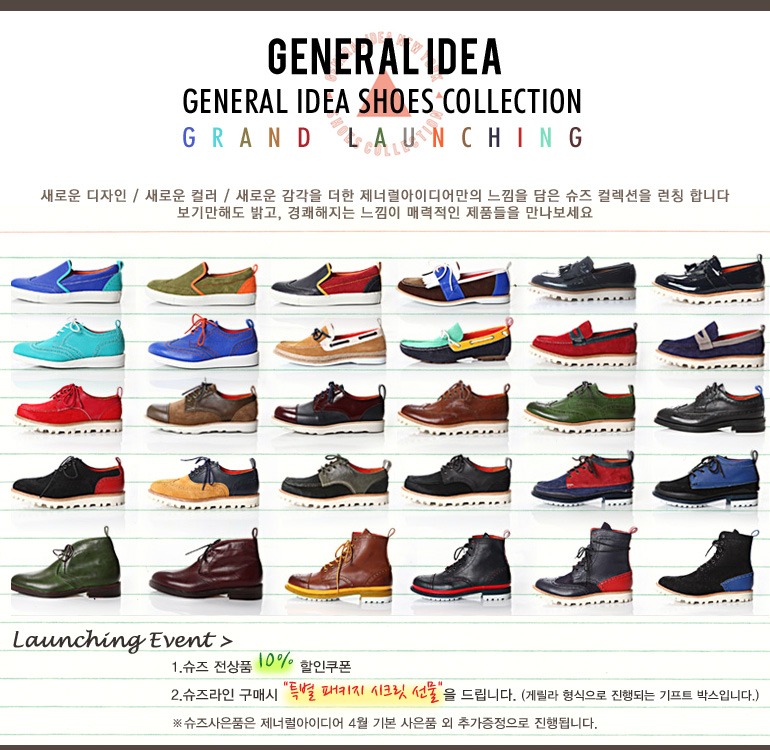 GENERAL IDEA
GENERAL IDEA SHOES COLLECTION
GRAND LAUNCHING
새로운 디자인 / 새로운 컬러 / 새로운 감각을 더한 제너럴아이디어만의 느낌을 담은 슈즈 컬렉션을 런칭 합니다
보기만해도 밝고, 경쾌해지는 느낌이 매력적인 제품들을 만나보세요
Launching Event >
1.슈즈 전상품 10% 할인쿠폰
2.슈즈라인 구매시 "특별 패키지 시크릿 선물"을 드립니다. (게릴라 형식으로 진행되는 기프트 박스입니다.)
※슈즈사은품은 제너럴아이디어 4월 기본 사은품 외 추가증정으로 진행됩니다.